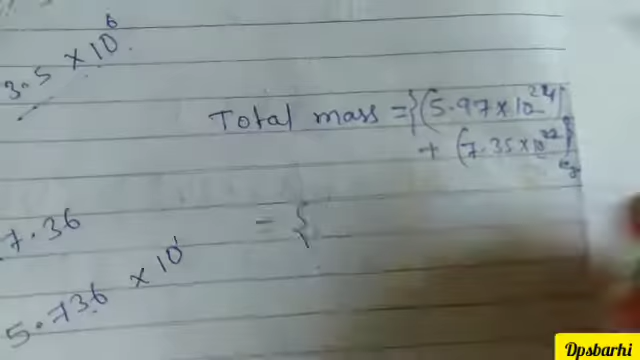 3.5 × 10⁶
Total mass = {(5.97 × 10²⁴)
+ (7.35 × 10²²)}
7.36
= {
5.736 × 10¹
Dpsbarhi